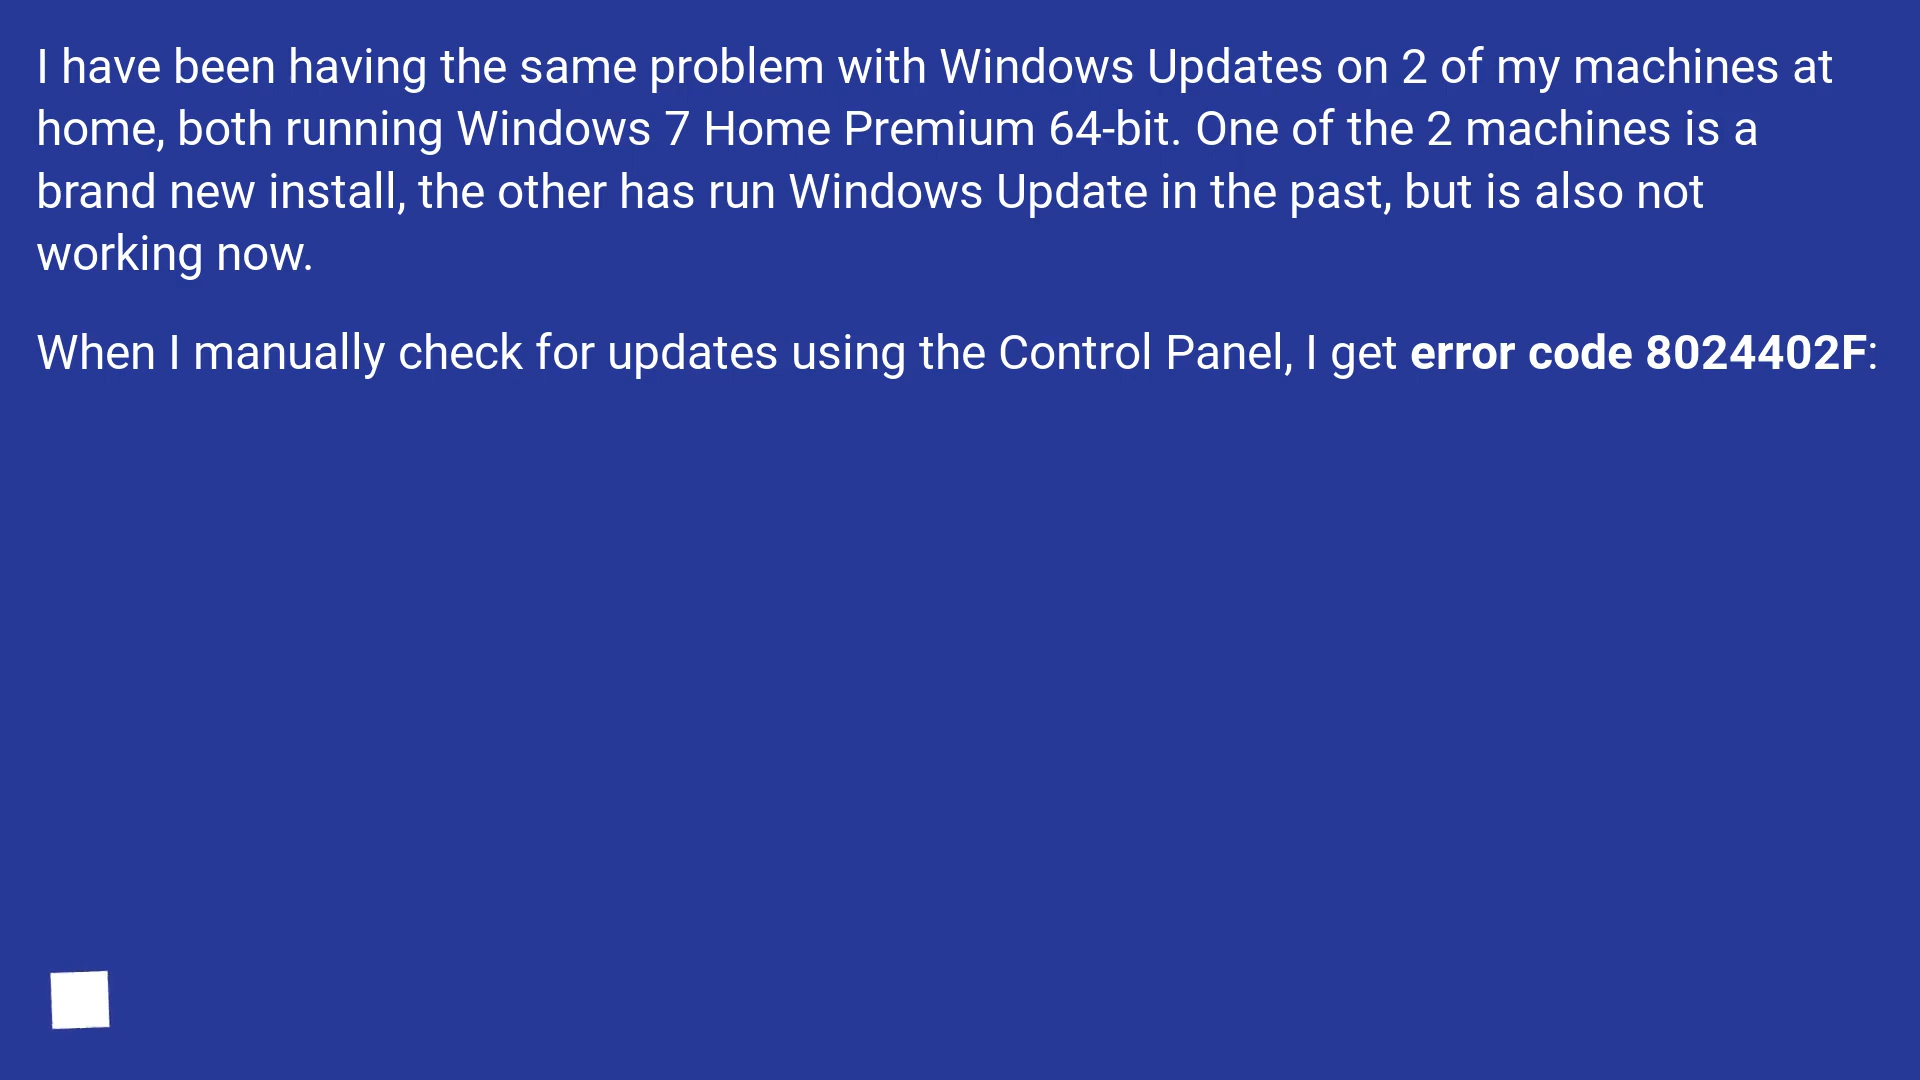 I have been having the same problem with Windows Updates on 2 of my machines at
home, both running Windows 7 Home Premium 64-bit. One of the 2 machines is a
brand new install, the other has run Windows Update in the past, but is also not
working now.
When I manually check for updates using the Control Panel, I get error code 8024402F: